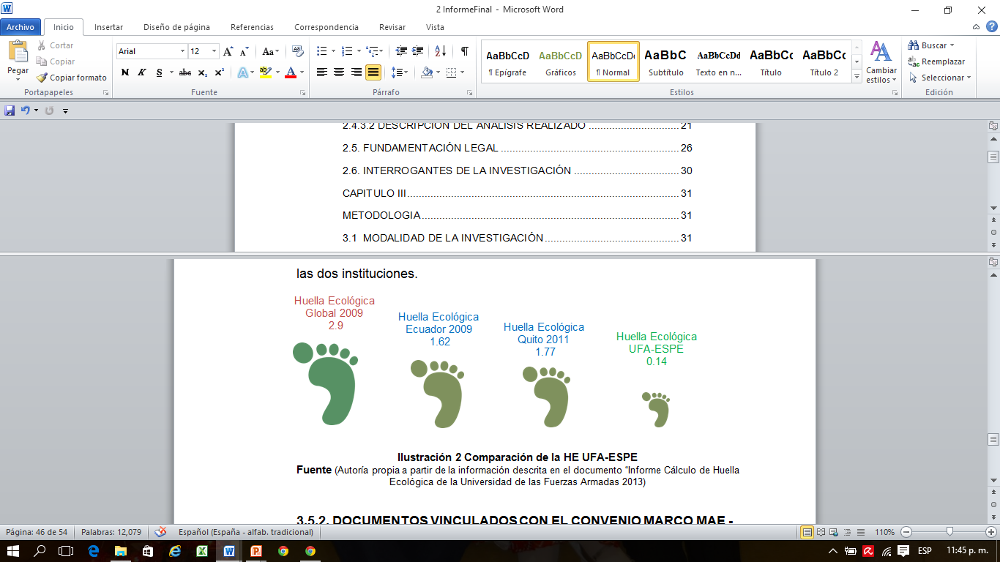 2 InformeFinal - Microsoft Word
Archivo Inicio Insertar Diseño de página Referencias Correspondencia Revisar Vista
Pegar
Cortar
Copiar
Copiar formato
Portapapeles
Arial 12
N K S abc x₂ x²
Fuente
Párrafo
AaBbCcD AaBbCcD AaBbCcDc AaBbC AaBbCcDd AaBbCc AaBbCc
¶ Epígrafe Gráficos ¶ Normal Subtítulo Texto en n... Título Título 2
Estilos
Cambiar
estilos
Buscar
Reemplazar
Seleccionar
Edición
2.4.3.2 DESCRIPCIÓN DEL ANÁLISIS REALIZADO ............................... 21
2.5. FUNDAMENTACIÓN LEGAL ............................................................. 26
2.6. INTERROGANTES DE LA INVESTIGACIÓN .................................... 30
CAPITULO III............................................................................................. 31
METODOLOGIA........................................................................................ 31
3.1 MODALIDAD DE LA INVESTIGACIÓN.............................................. 31
las dos instituciones.
Huella Ecológica
Global 2009
2.9
Huella Ecológica
Ecuador 2009
1.62
Huella Ecológica
Quito 2011
1.77
Huella Ecológica
UFA-ESPE
0.14
Ilustración 2 Comparación de la HE UFA-ESPE
Fuente (Autoría propia a partir de la información descrita en el documento “Informe Cálculo de Huella
Ecológica de la Universidad de las Fuerzas Armadas 2013)
3.5.2. DOCUMENTOS VINCULADOS CON EL CONVENIO MARCO MAE -
Página: 46 de 54 Palabras: 12,079 Español (España - alfab. tradicional) 110%
ESP 11:45 p. m.